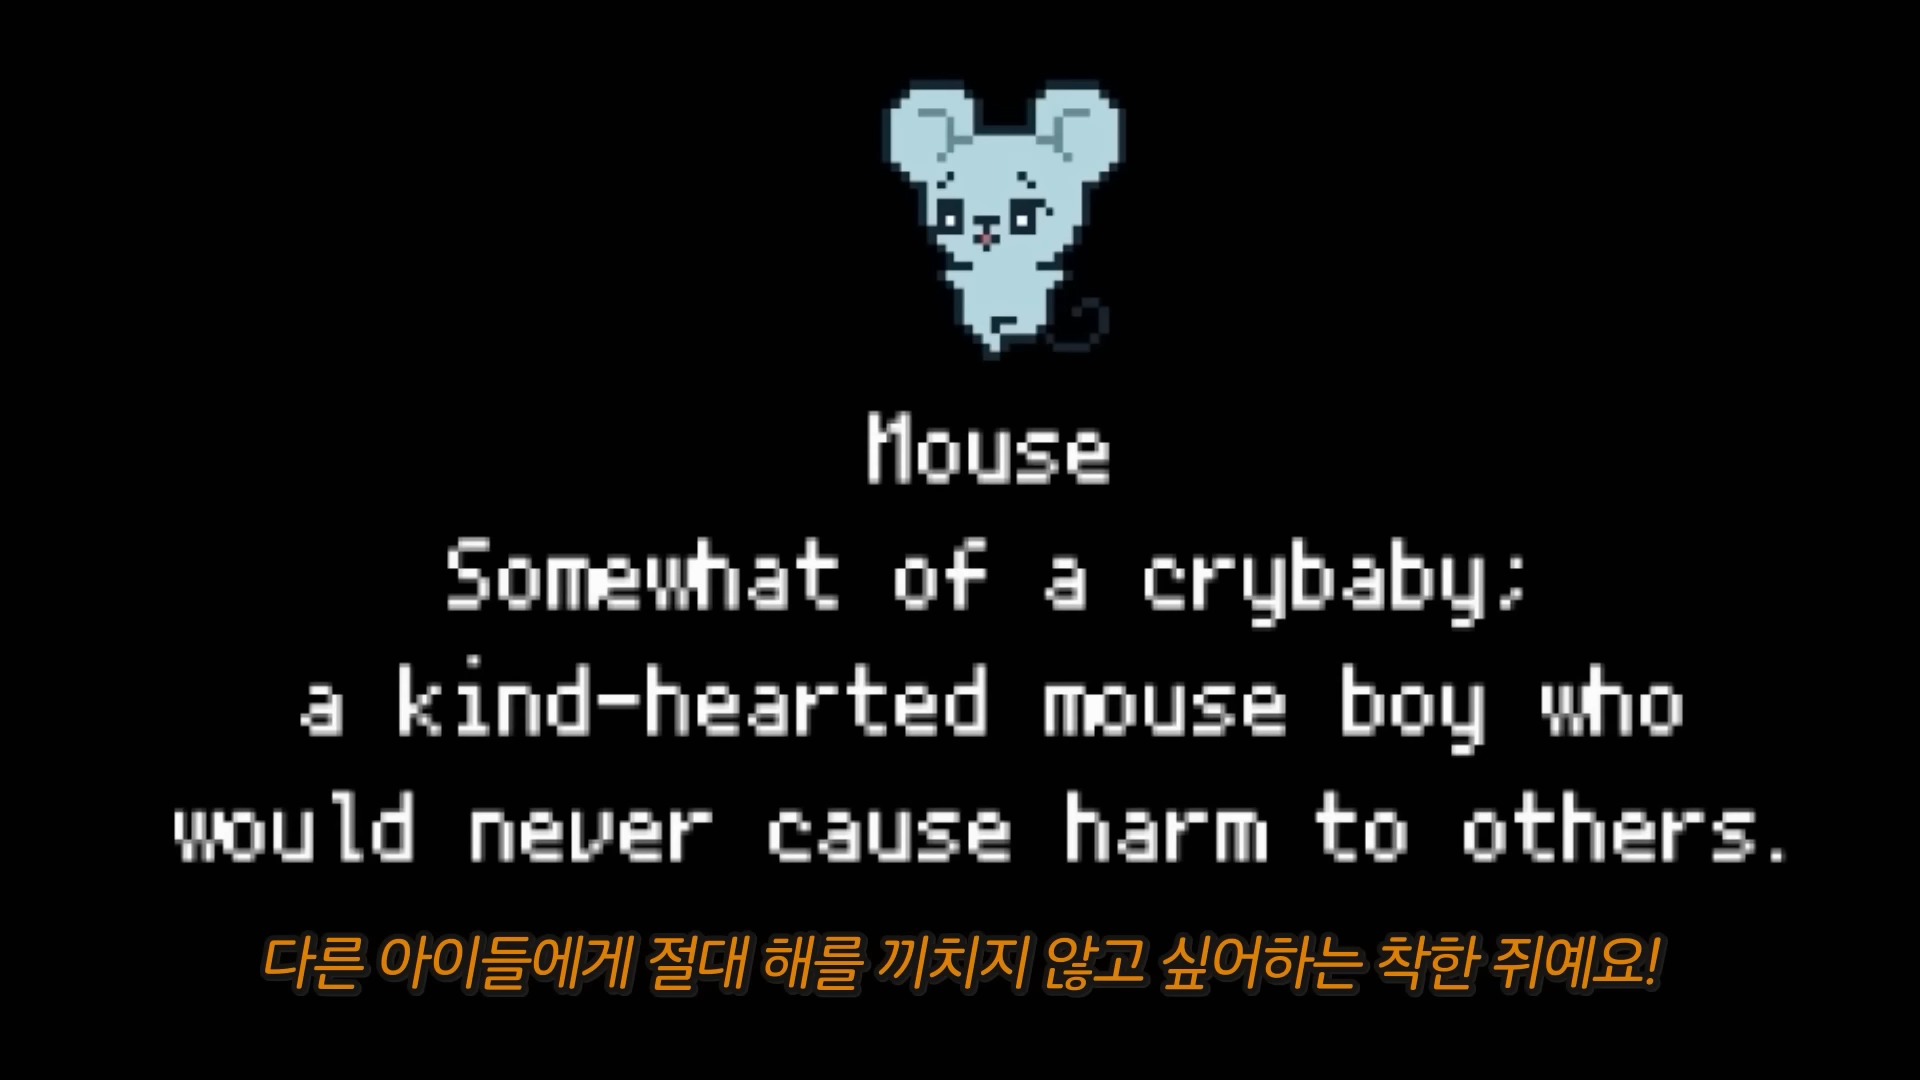 Mouse
Somewhat of a crybaby;
a kind-hearted mouse boy who
would never cause harm to others.
다른 아이들에게 절대 해를 끼치지 않고 싶어하는 착한 쥐예요!